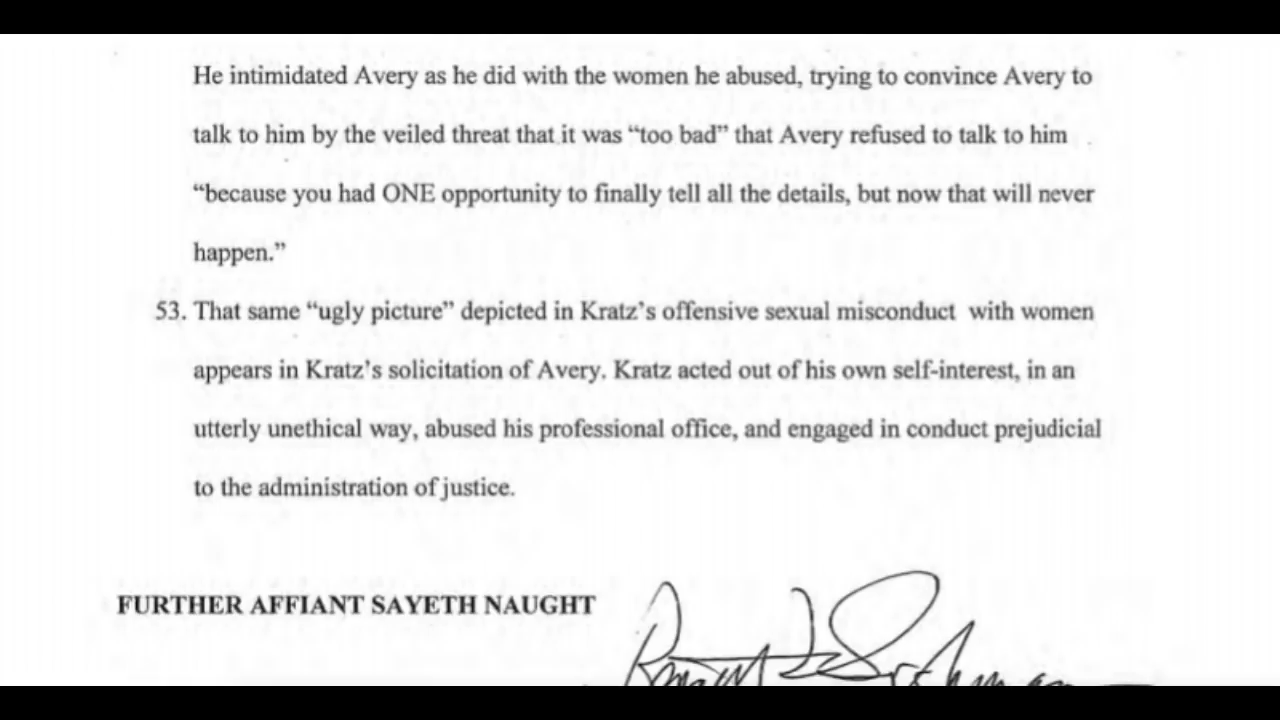 He intimidated Avery as he did with the women he abused, trying to convince Avery to
talk to him by the veiled threat that it was “too bad” that Avery refused to talk to him
“because you had ONE opportunity to finally tell all the details, but now that will never
happen.”
53. That same “ugly picture” depicted in Kratz’s offensive sexual misconduct with women
appears in Kratz’s solicitation of Avery. Kratz acted out of his own self-interest, in an
utterly unethical way, abused his professional office, and engaged in conduct prejudicial
to the administration of justice.
FURTHER AFFIANT SAYETH NAUGHT